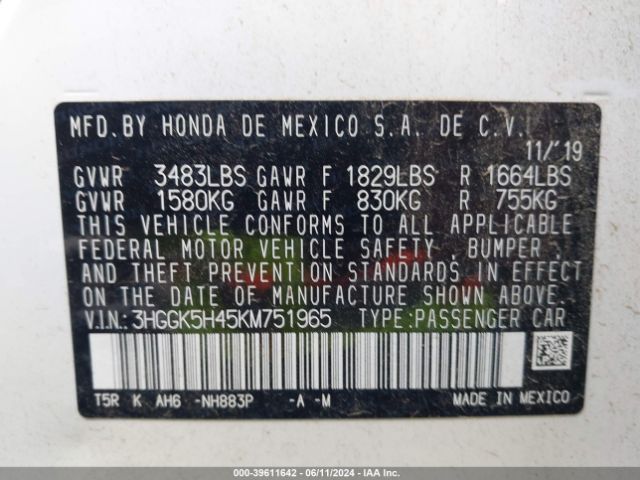 MFD.BY HONDA DE MEXICO S.A. DE C.V.
11/'19
GVWR 3483LBS GAWR F 1829LBS R 1664LBS
GVWR 1580KG GAWR F 830KG R 755KG
THIS VEHICLE CONFORMS TO ALL APPLICABLE
FEDERAL MOTOR VEHICLE SAFETY , BUMPER ,
AND THEFT PREVENTION STANDARDS IN EFFECT
ON THE DATE OF MANUFACTURE SHOWN ABOVE.
V.I.N.: 3HGGK5H45KM751965 TYPE:PASSENGER CAR
T5R K AH6 -NH883P -A -M MADE IN MEXICO
000-39611642 - 06/11/2024 - IAA Inc.